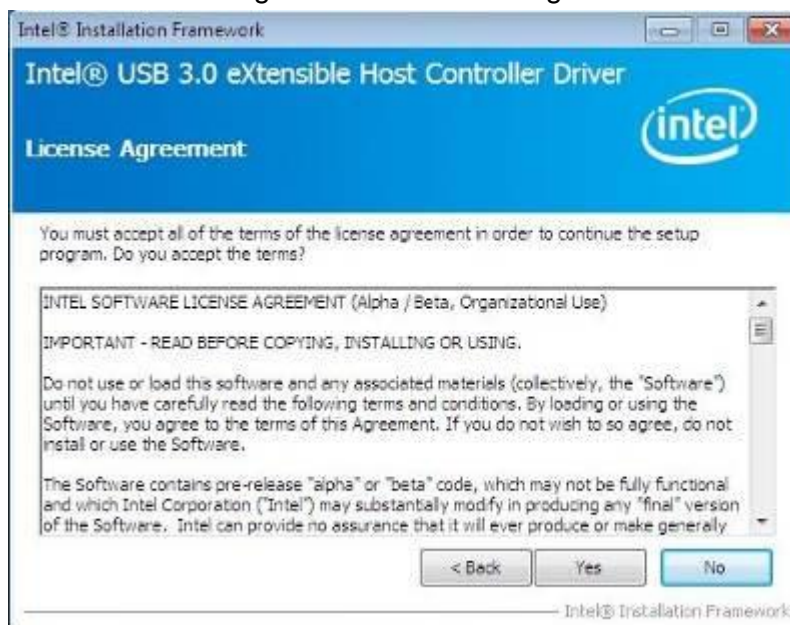 Intel® Installation Framework
Intel® USB 3.0 eXtensible Host Controller Driver
intel
License Agreement
You must accept all of the terms of the license agreement in order to continue the setup
program. Do you accept the terms?
INTEL SOFTWARE LICENSE AGREEMENT (Alpha / Beta, Organizational Use)
IMPORTANT - READ BEFORE COPYING, INSTALLING OR USING.
Do not use or load this software and any associated materials (collectively, the "Software")
until you have carefully read the following terms and conditions. By loading or using the
Software, you agree to the terms of this Agreement. If you do not wish to so agree, do not
install or use the Software.
The Software contains pre-release "alpha" or "beta" code, which may not be fully functional
and which Intel Corporation ("Intel") may substantially modify in producing any "final" version
of the Software. Intel can provide no assurance that it will ever produce or make generally
< Back Yes No
Intel® Installation Framework